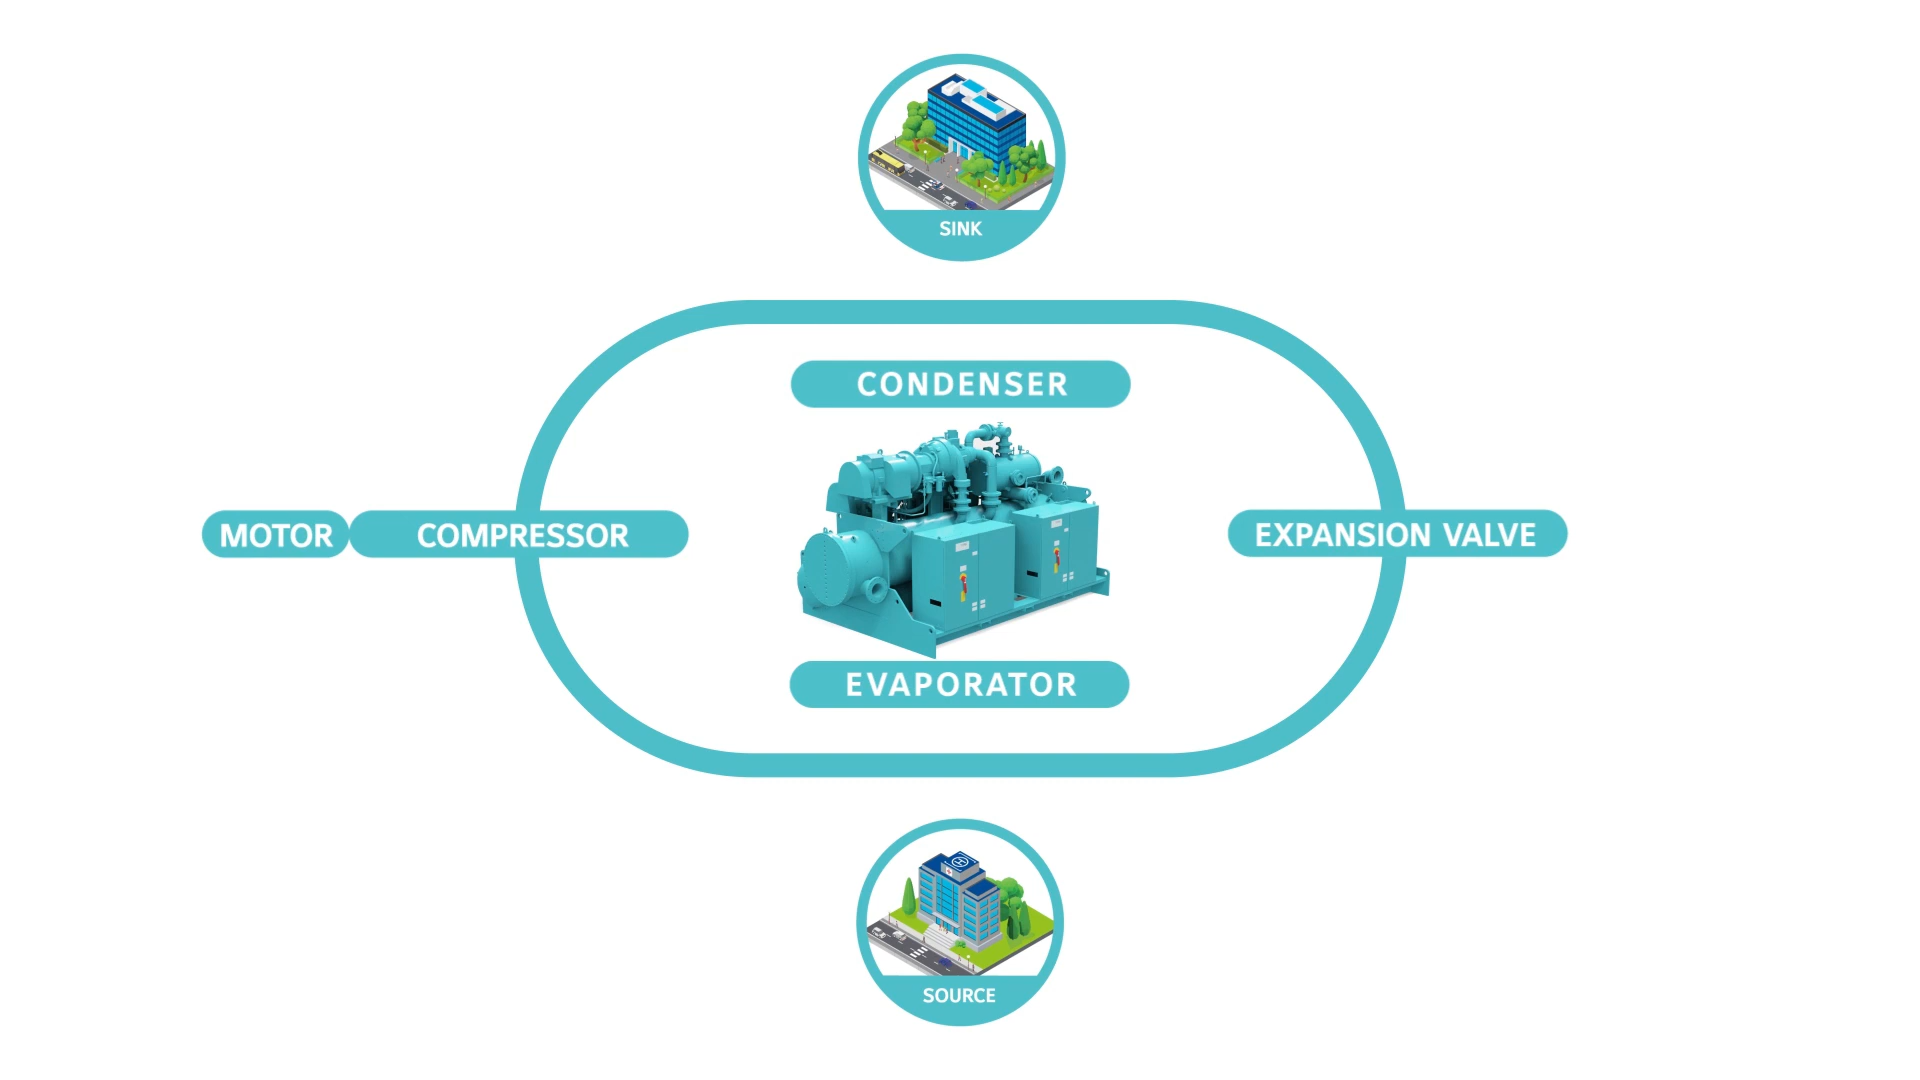 SINK
CONDENSER
MOTOR
COMPRESSOR
EXPANSION VALVE
EVAPORATOR
H
SOURCE